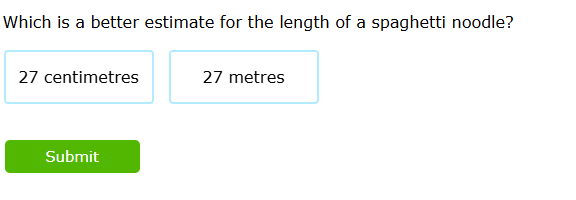 Which is a better estimate for the length of a spaghetti noodle?
27 centimetres 27 metres
Submit